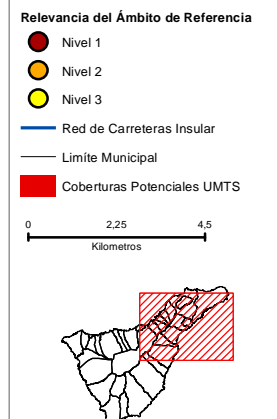 Relevancia del Ámbito de Referencia
Nivel 1
Nivel 2
Nivel 3
Red de Carreteras Insular
Limíte Municipal
Coberturas Potenciales UMTS
0 2,25 4,5
Kilometros